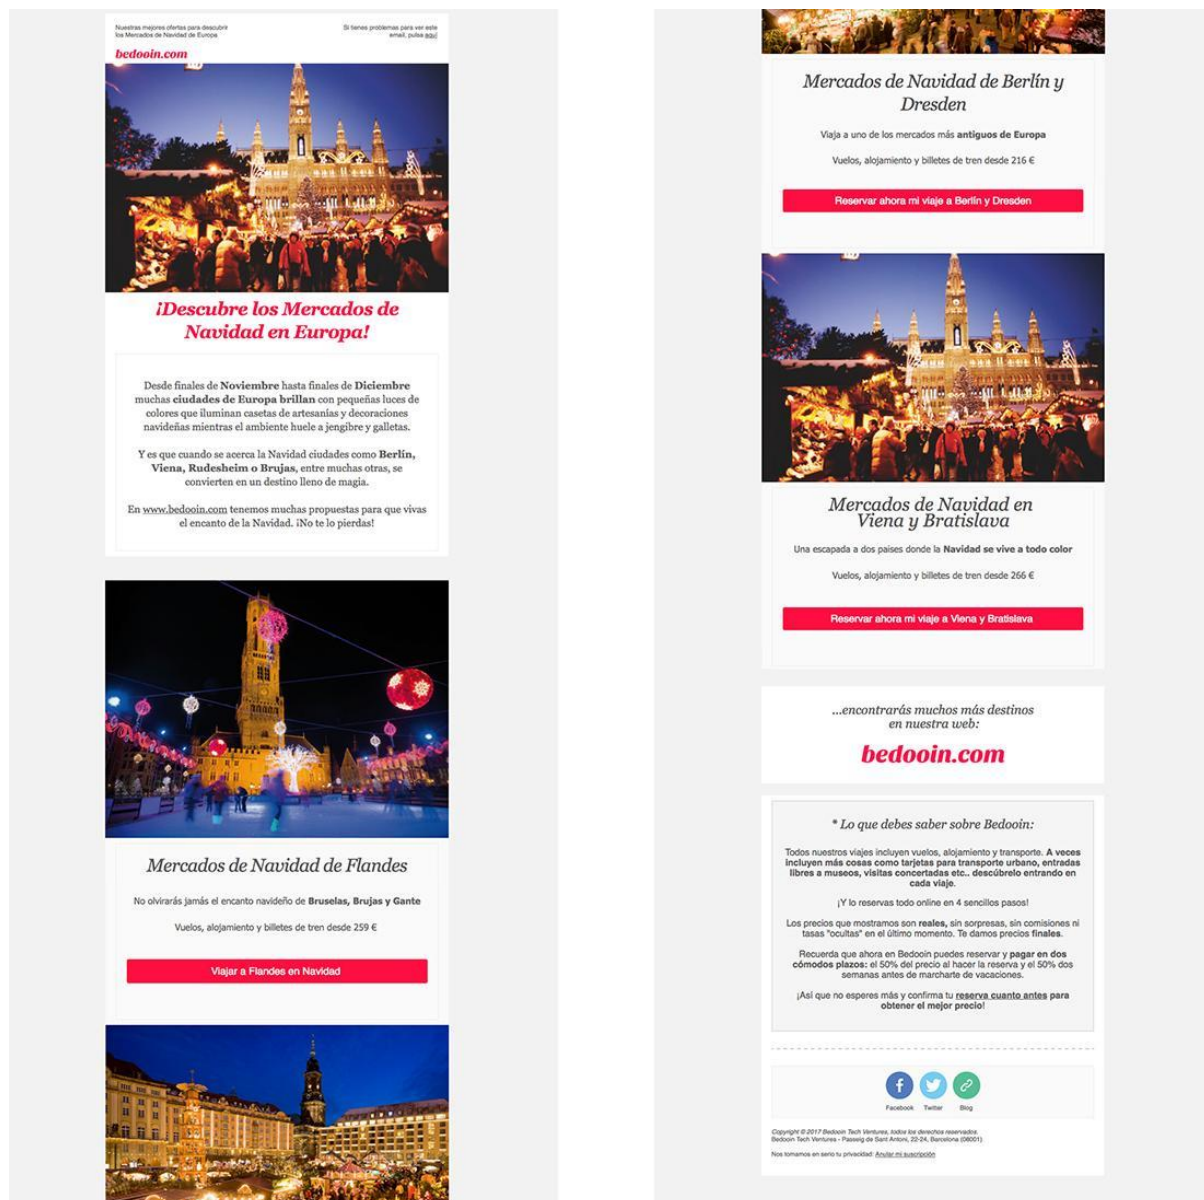 Nuestras mejores ofertas para descubrir
los Mercados de Navidad de Europa
Si tienes problemas para ver este
email, pulsa aquí
bedooin.com
¡Descubre los Mercados de
Navidad en Europa!
Desde finales de Noviembre hasta finales de Diciembre
muchas ciudades de Europa brillan con pequeñas luces de
colores que iluminan casetas de artesanías y decoraciones
navideñas mientras el ambiente huele a jengibre y galletas.
Y es que cuando se acerca la Navidad ciudades como Berlín,
Viena, Rudesheim o Brujas, entre muchas otras, se
convierten en un destino lleno de magia.
En www.bedooin.com tenemos muchas propuestas para que vivas
el encanto de la Navidad. ¡No te lo pierdas!
Mercados de Navidad de Flandes
No olvirarás jamás el encanto navideño de Bruselas, Brujas y Gante
Vuelos, alojamiento y billetes de tren desde 259 €
Viajar a Flandes en Navidad
Mercados de Navidad de Berlín y
Dresden
Viaja a uno de los mercados más antiguos de Europa
Vuelos, alojamiento y billetes de tren desde 216 €
Reservar ahora mi viaje a Berlín y Dresden
Mercados de Navidad en
Viena y Bratislava
Una escapada a dos paises donde la Navidad se vive a todo color
Vuelos, alojamiento y billetes de tren desde 266 €
Reservar ahora mi viaje a Viena y Bratislava
...encontrarás muchos más destinos
en nuestra web:
bedooin.com
* Lo que debes saber sobre Bedooin:
Todos nuestros viajes incluyen vuelos, alojamiento y transporte. A veces
incluyen más cosas como tarjetas para transporte urbano, entradas
libres a museos, visitas concertadas etc.. descúbrelo entrando en
cada viaje.
¡Y lo reservas todo online en 4 sencillos pasos!
Los precios que mostramos son reales, sin sorpresas, sin comisiones ni
tasas "ocultas" en el último momento. Te damos precios finales.
Recuerda que ahora en Bedooin puedes reservar y pagar en dos
cómodos plazos: el 50% del precio al hacer la reserva y el 50% dos
semanas antes de marcharte de vacaciones.
¡Asi que no esperes más y confirma tu reserva cuanto antes para
obtener el mejor precio!
Facebook Twitter Blog
Copyright © 2017 Bedooin Tech Ventures, todos los derechos reservados.
Bedooin Tech Ventures - Passeig de Sant Antoni, 22-24, Barcelona (08001)
Nos tomamos en serio tu privacidad: Anular mi suscripción